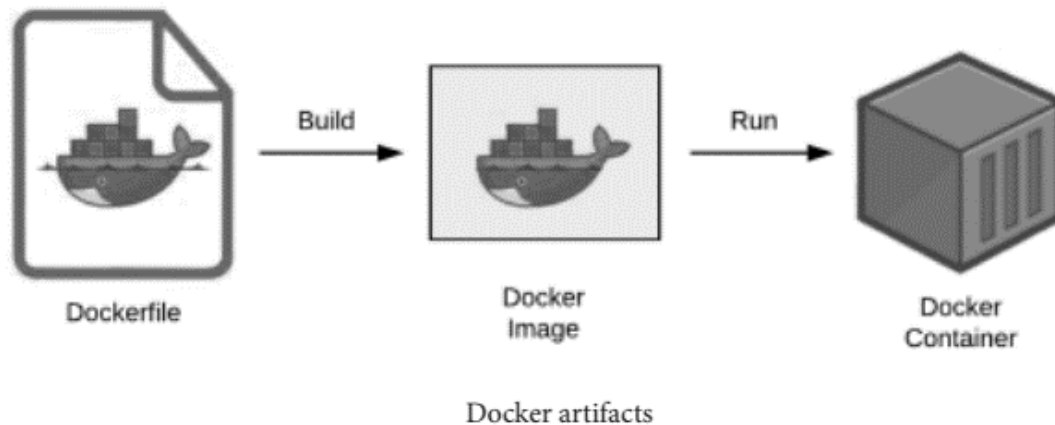 Build
Run
Dockerfile
Docker
Image
Docker
Container
Docker artifacts